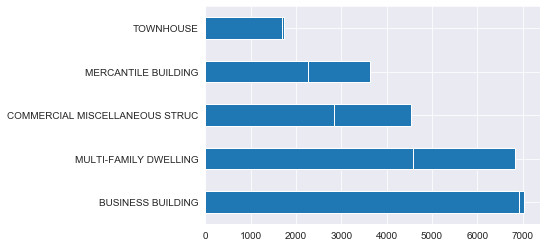 TOWNHOUSE
MERCANTILE BUILDING
COMMERCIAL MISCELLANEOUS STRUC
MULTI-FAMILY DWELLING
BUSINESS BUILDING
0 1000 2000 3000 4000 5000 6000 7000